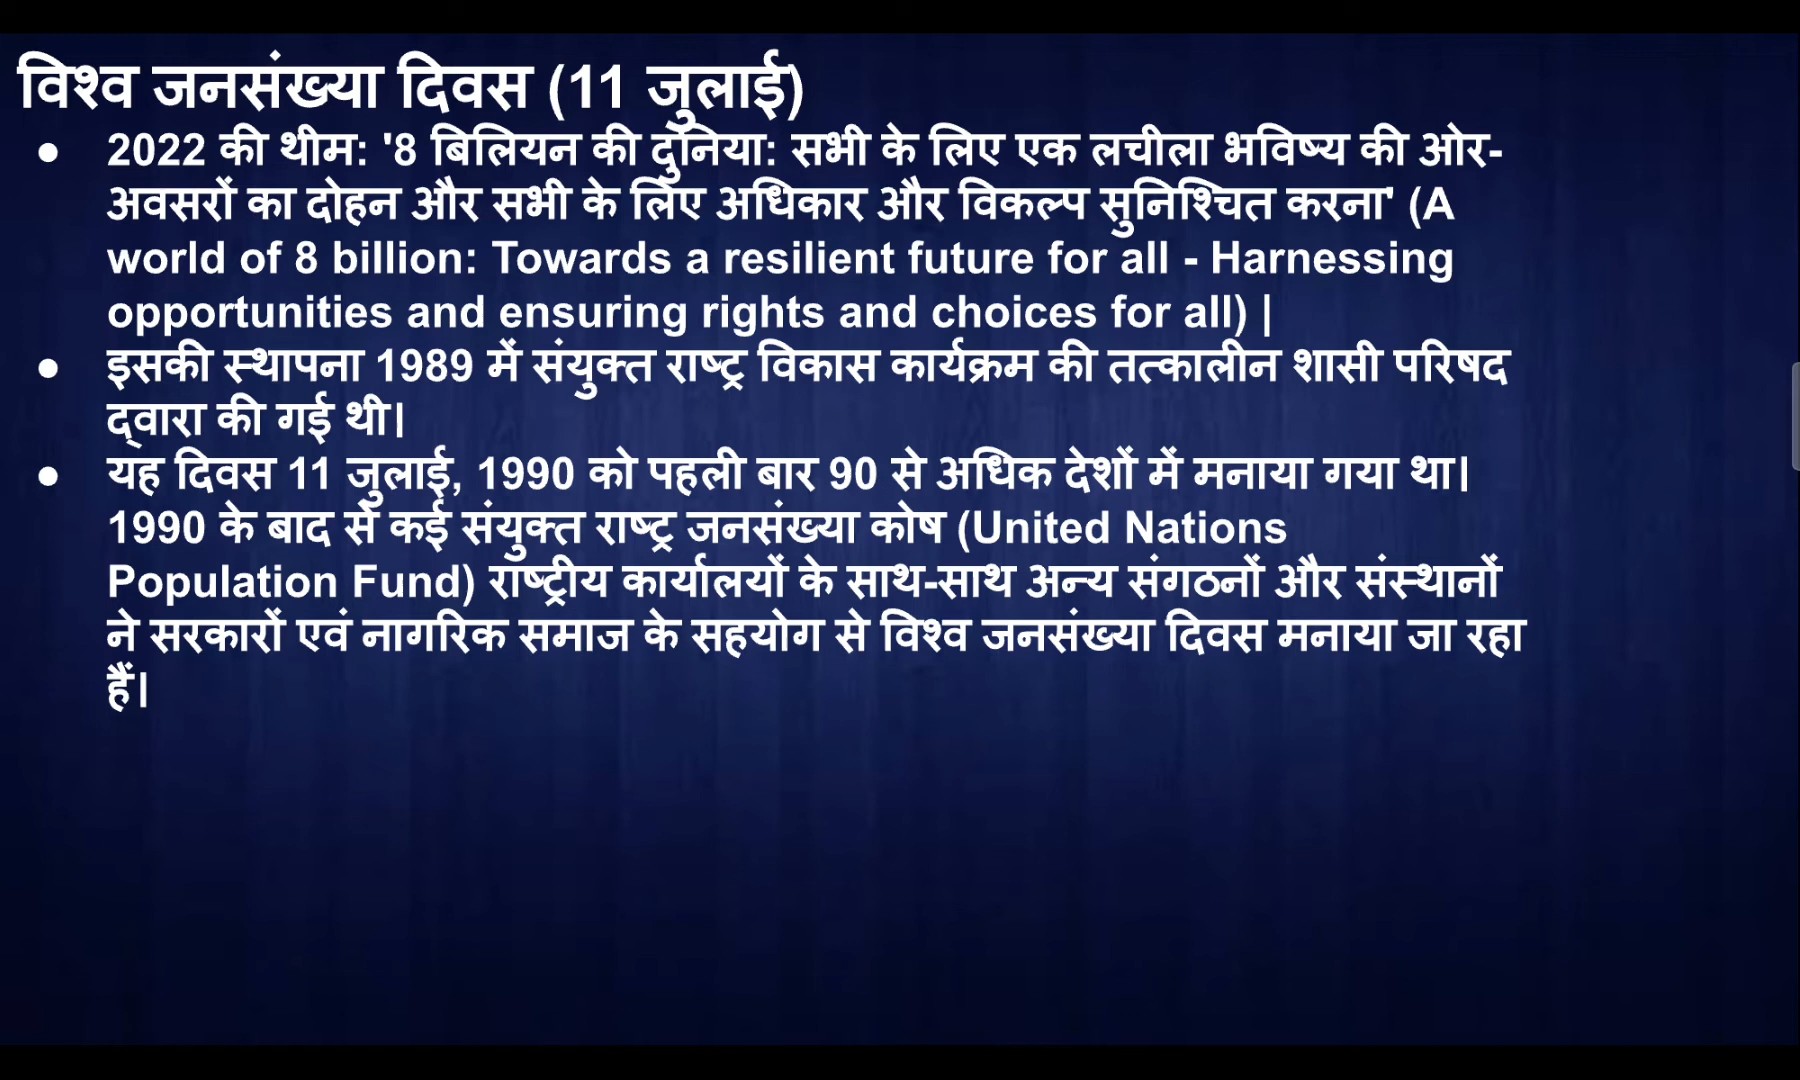 विश्व जनसंख्या दिवस (11 जुलाई)
● 2022 की थीम: '8 बिलियन की दुनिया: सभी के लिए एक लचीला भविष्य की ओर-
अवसरों का दोहन और सभी के लिए अधिकार और विकल्प सुनिश्चित करना' (A
world of 8 billion: Towards a resilient future for all - Harnessing
opportunities and ensuring rights and choices for all) |
● इसकी स्थापना 1989 में संयुक्त राष्ट्र विकास कार्यक्रम की तत्कालीन शासी परिषद
द्वारा की गई थी।
● यह दिवस 11 जुलाई, 1990 को पहली बार 90 से अधिक देशों में मनाया गया था।
1990 के बाद से कई संयुक्त राष्ट्र जनसंख्या कोष (United Nations
Population Fund) राष्ट्रीय कार्यालयों के साथ-साथ अन्य संगठनों और संस्थानों
ने सरकारों एवं नागरिक समाज के सहयोग से विश्व जनसंख्या दिवस मनाया जा रहा
हैं।